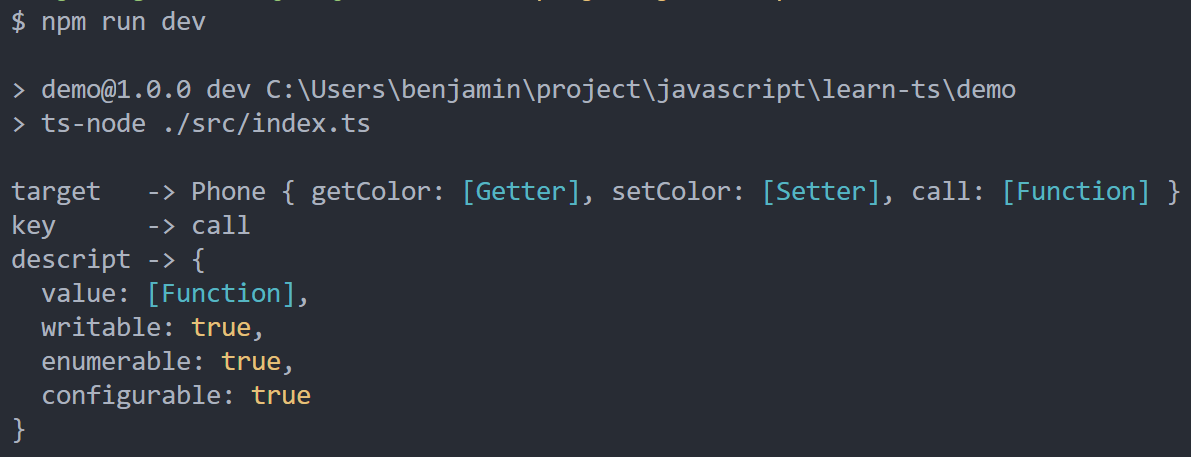 $ npm run dev
> demo@1.0.0 dev C:\Users\benjamin\project\javascript\learn-ts\demo
> ts-node ./src/index.ts
target   -> Phone { getColor: [Getter], setColor: [Setter], call: [Function] }
key      -> call
descript -> {
  value: [Function],
  writable: true,
  enumerable: true,
  configurable: true
}